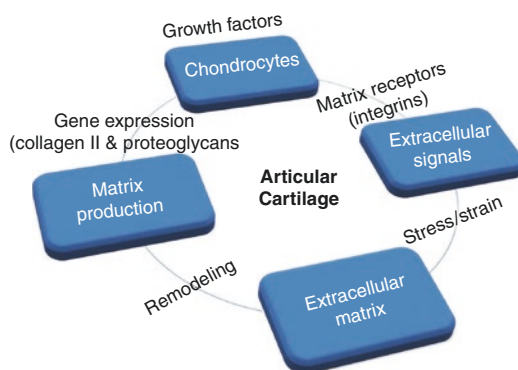 Growth factors
Chondrocytes
Matrix receptors
(integrins)
Extracellular
signals
Gene expression
(collagen II & proteoglycans
Matrix
production
Articular
Cartilage
Stress/strain
Remodeling
Extracellular
matrix